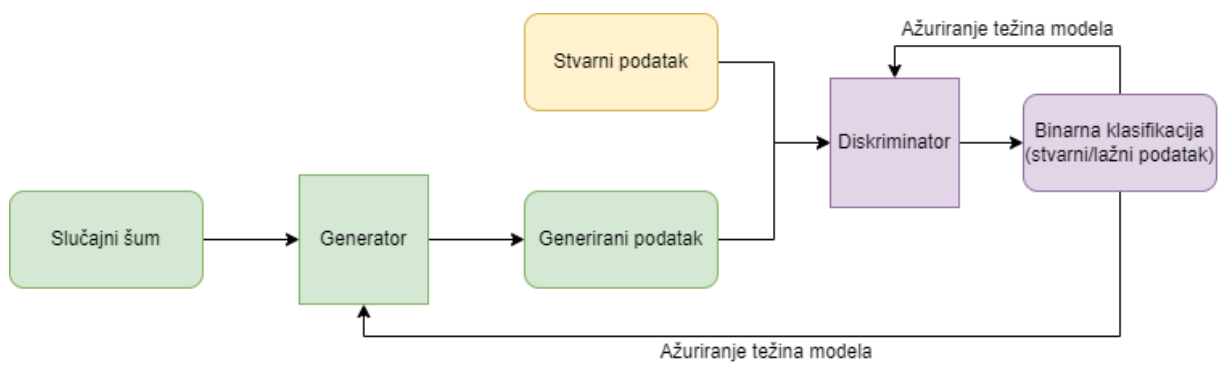 Ažuriranje težina modela
Stvarni podatak
Diskriminator
Binarna klasifikacija
(stvarni/lažni podatak)
Slučajni šum
Generator
Generirani podatak
Ažuriranje težina modela